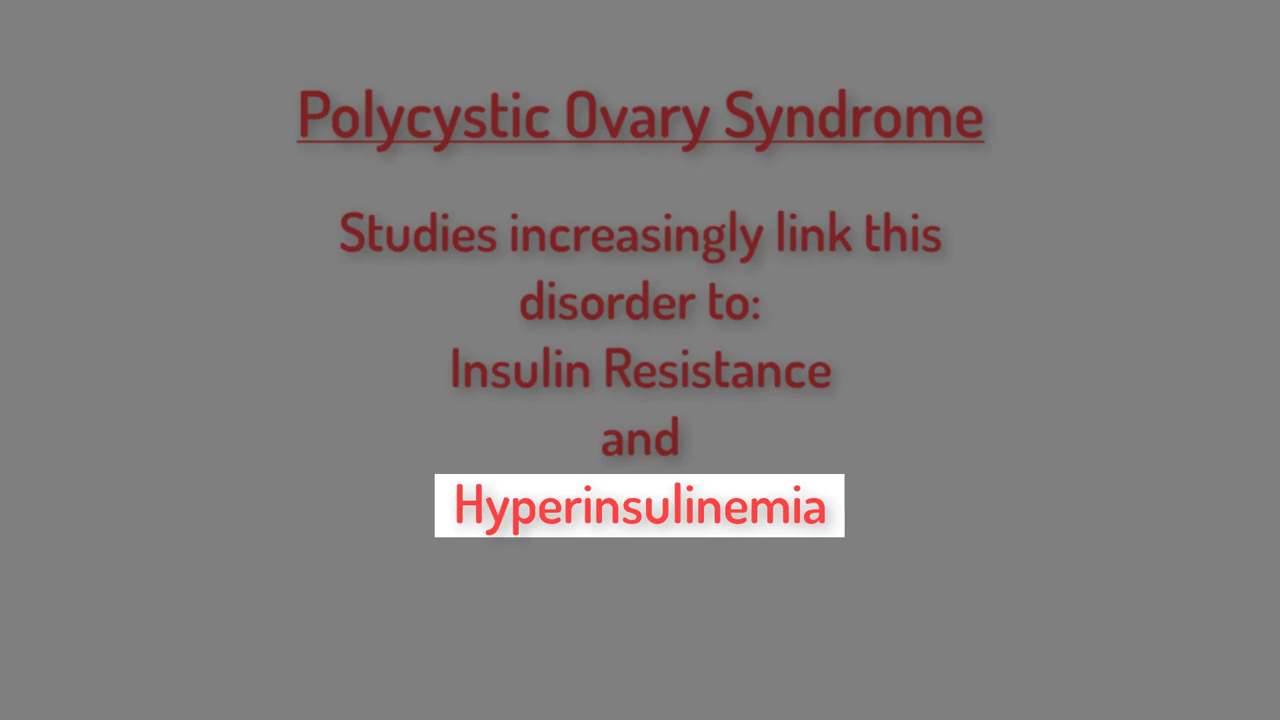 Polycystic Ovary Syndrome
Studies increasingly link this
disorder to:
Insulin Resistance
and
Hyperinsulinemia